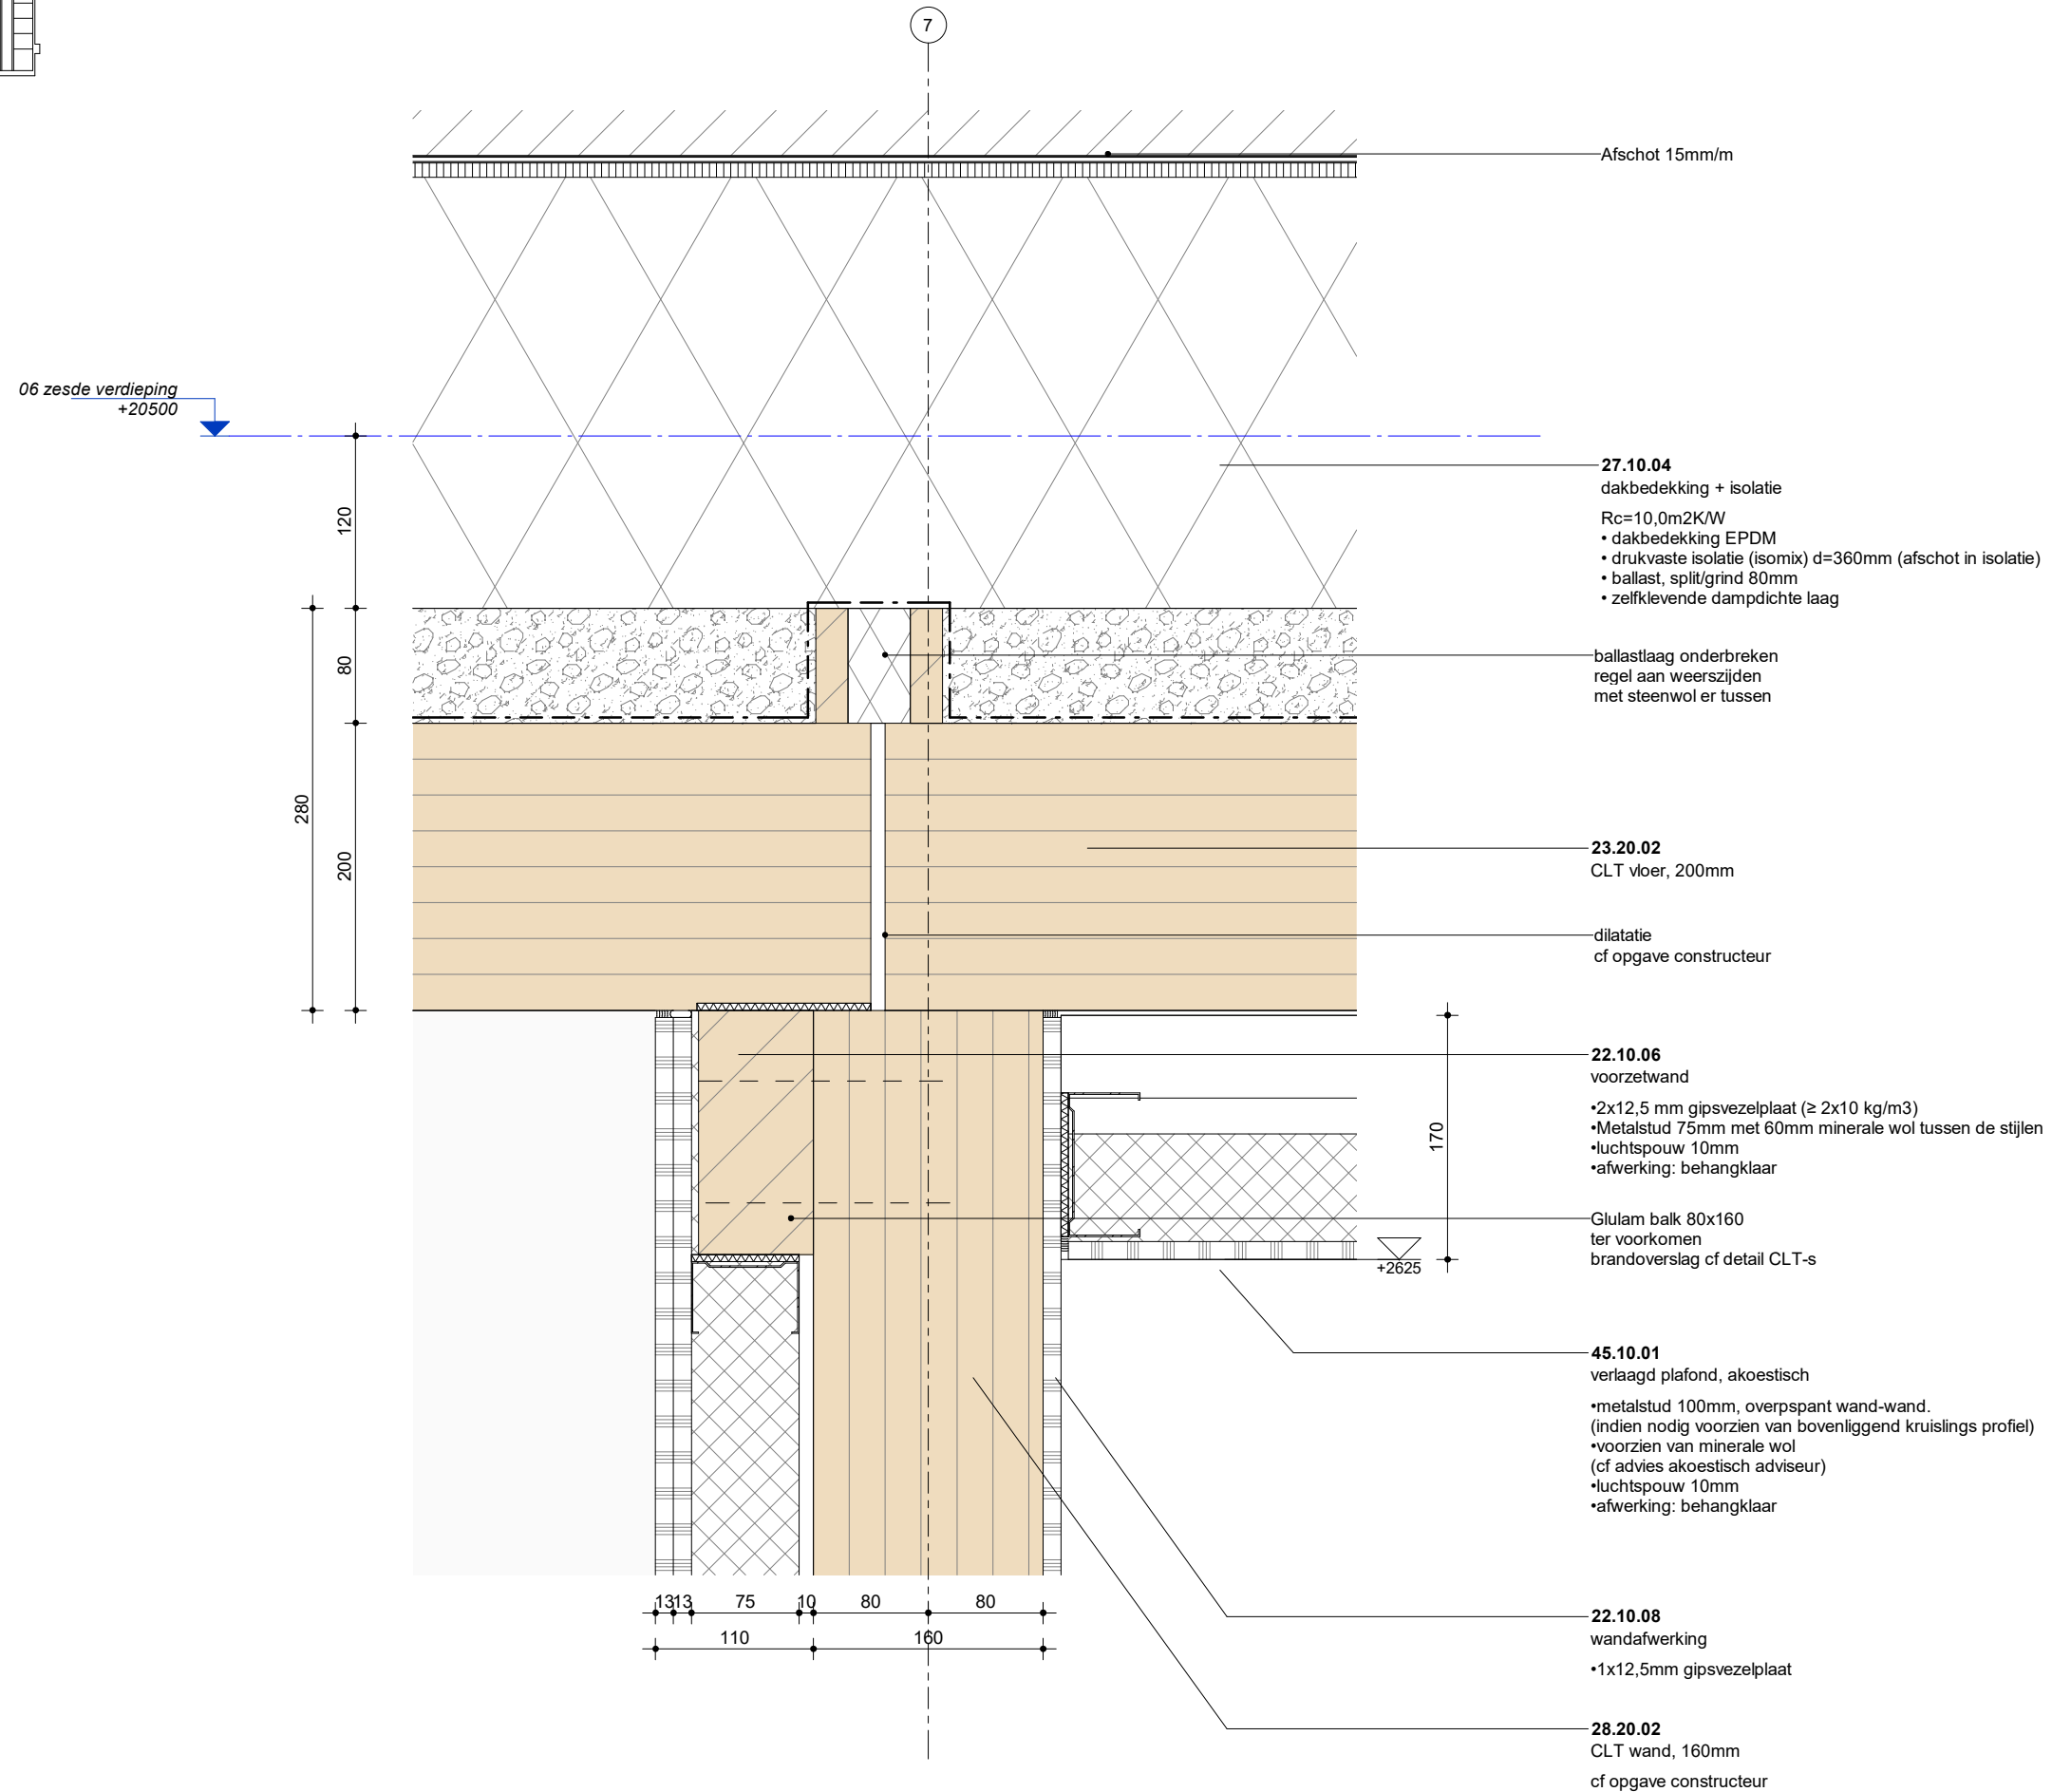 7
Afschot 15mm/m
06 zesde verdieping
+20500
27.10.04
dakbedekking + isolatie
Rc=10,0m2K/W
• dakbedekking EPDM
• drukvaste isolatie (isomix) d=360mm (afschot in isolatie)
• ballast, split/grind 80mm
• zelfklevende dampdichte laag
120
80
280
200
ballastlaag onderbreken
regel aan weerszijden
met steenwol er tussen
23.20.02
CLT vloer, 200mm
dilatatie
cf opgave constructeur
22.10.06
voorzetwand
•2x12,5 mm gipsvezelplaat (≥ 2x10 kg/m3)
•Metalstud 75mm met 60mm minerale wol tussen de stijlen
•luchtspouw 10mm
•afwerking: behangklaar
170
Glulam balk 80x160
ter voorkomen
brandoverslag cf detail CLT-s
+2625
45.10.01
verlaagd plafond, akoestisch
•metalstud 100mm, overpspant wand-wand.
(indien nodig voorzien van bovenliggend kruislings profiel)
•voorzien van minerale wol
(cf advies akoestisch adviseur)
•luchtspouw 10mm
•afwerking: behangklaar
13 13 75 10 80 80
110 160
22.10.08
wandafwerking
•1x12,5mm gipsvezelplaat
28.20.02
CLT wand, 160mm
cf opgave constructeur